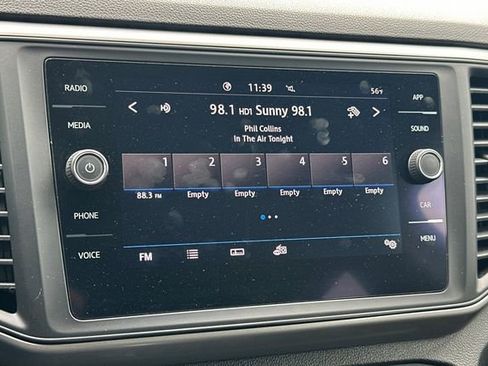 RADIO
11:39
56°F
APP
98.1 HD1 Sunny 98.1
MEDIA
Phil Collins
In The Air Tonight
SOUND
1 2 3 4 5 6
88.3 FM Empty Empty Empty Empty Empty
PHONE
CAR
VOICE
FM
MENU